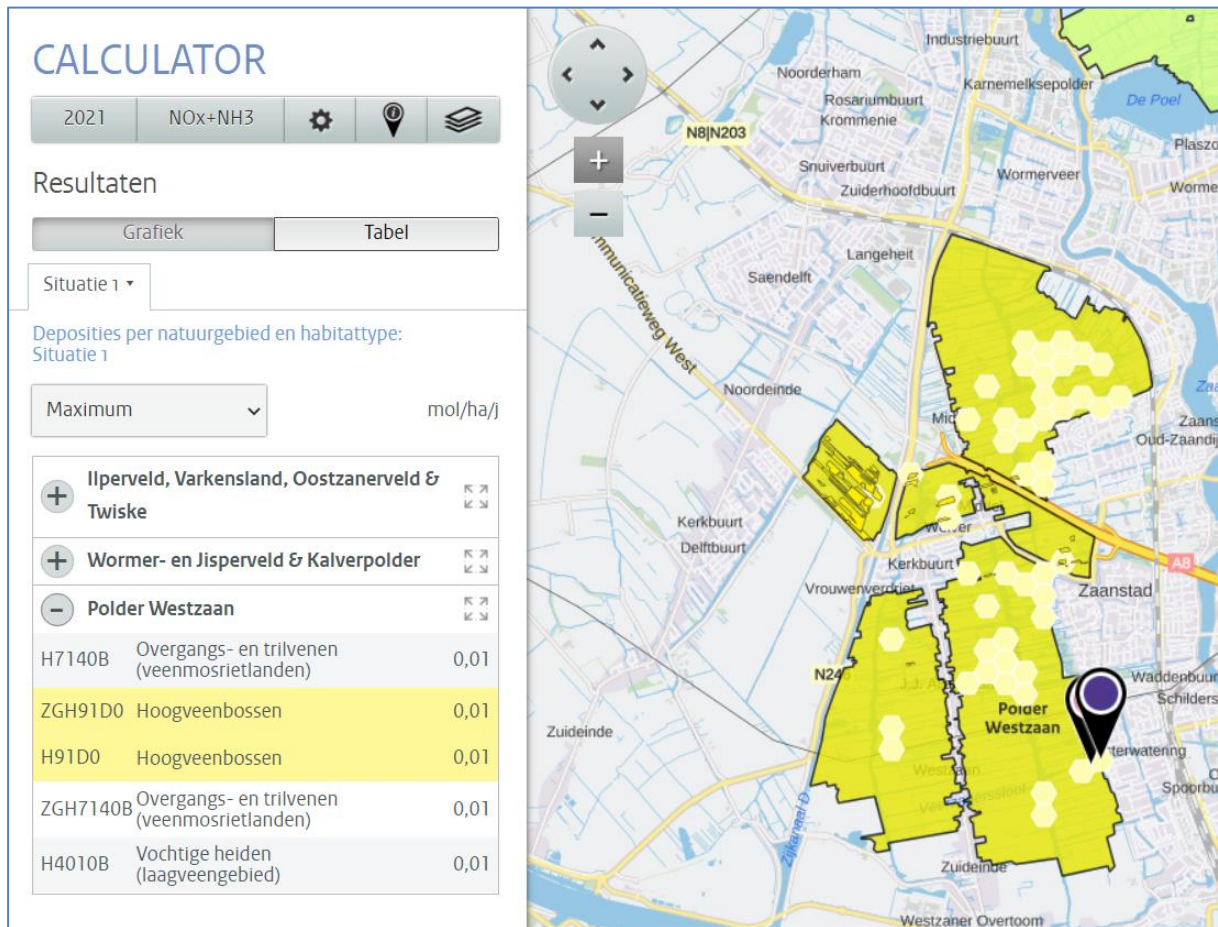 CALCULATOR
2021
NOx+NH3
Resultaten
Grafiek
Tabel
Situatie 1
Deposities per natuurgebied en habitattype:
Situatie 1
Maximum
mol/ha/j
Ilperveld, Varkensland, Oostzanerveld &
Twiske
Wormer- en Jisperveld & Kalverpolder
Polder Westzaan
H7140B
Overgangs- en trilvenen
(veenmosrietlanden)
0,01
ZGH91D0
Hoogveenbossen
0,01
H91D0
Hoogveenbossen
0,01
ZGH7140B
Overgangs- en trilvenen
(veenmosrietlanden)
0,01
H4010B
Vochtige heiden
(laagveengebied)
0,01
Industriebuurt
Noorderham
Karnemelksepolder
Rosariumbuurt
De Poel
Krommenie
N8|N203
Snuiverbuurt
Wormerveer
Zuiderhoofdbuurt
Langeheit
mmunicatieweg West
Saendelft
Noordeinde
Oud-Zaandij
Kerkbuurt
Delftbuurt
Kerkbuurt
A8
Vrouwenverdriet
Zaanstad
N246
Polder
Westzaan
Zuideinde
terwatering
Westzaan
Zijkanaal D
Zuideinde
Westzaner Overtoom